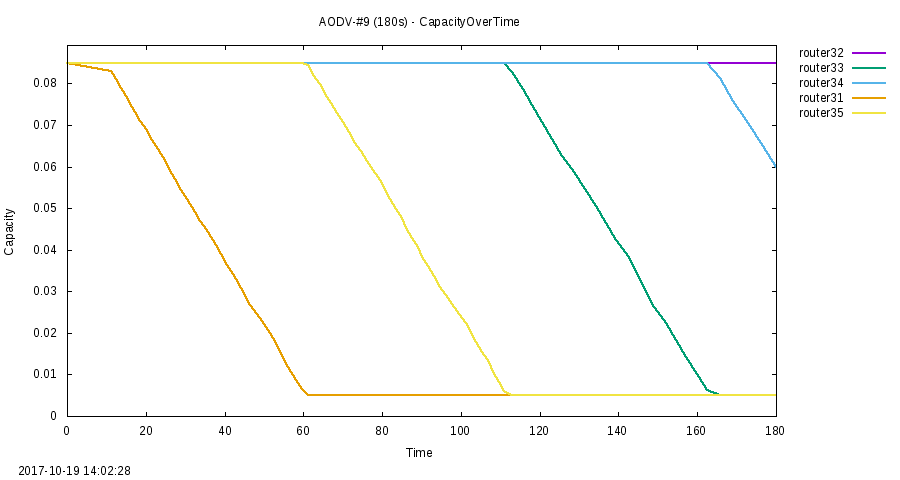 AODV-#9 (180s) - CapacityOverTime
router32
router33
router34
router31
router35
0.08
0.07
0.06
0.05
0.04
0.03
0.02
0.01
0
Capacity
0 20 40 60 80 100 120 140 160 180
Time
2017-10-19 14:02:28